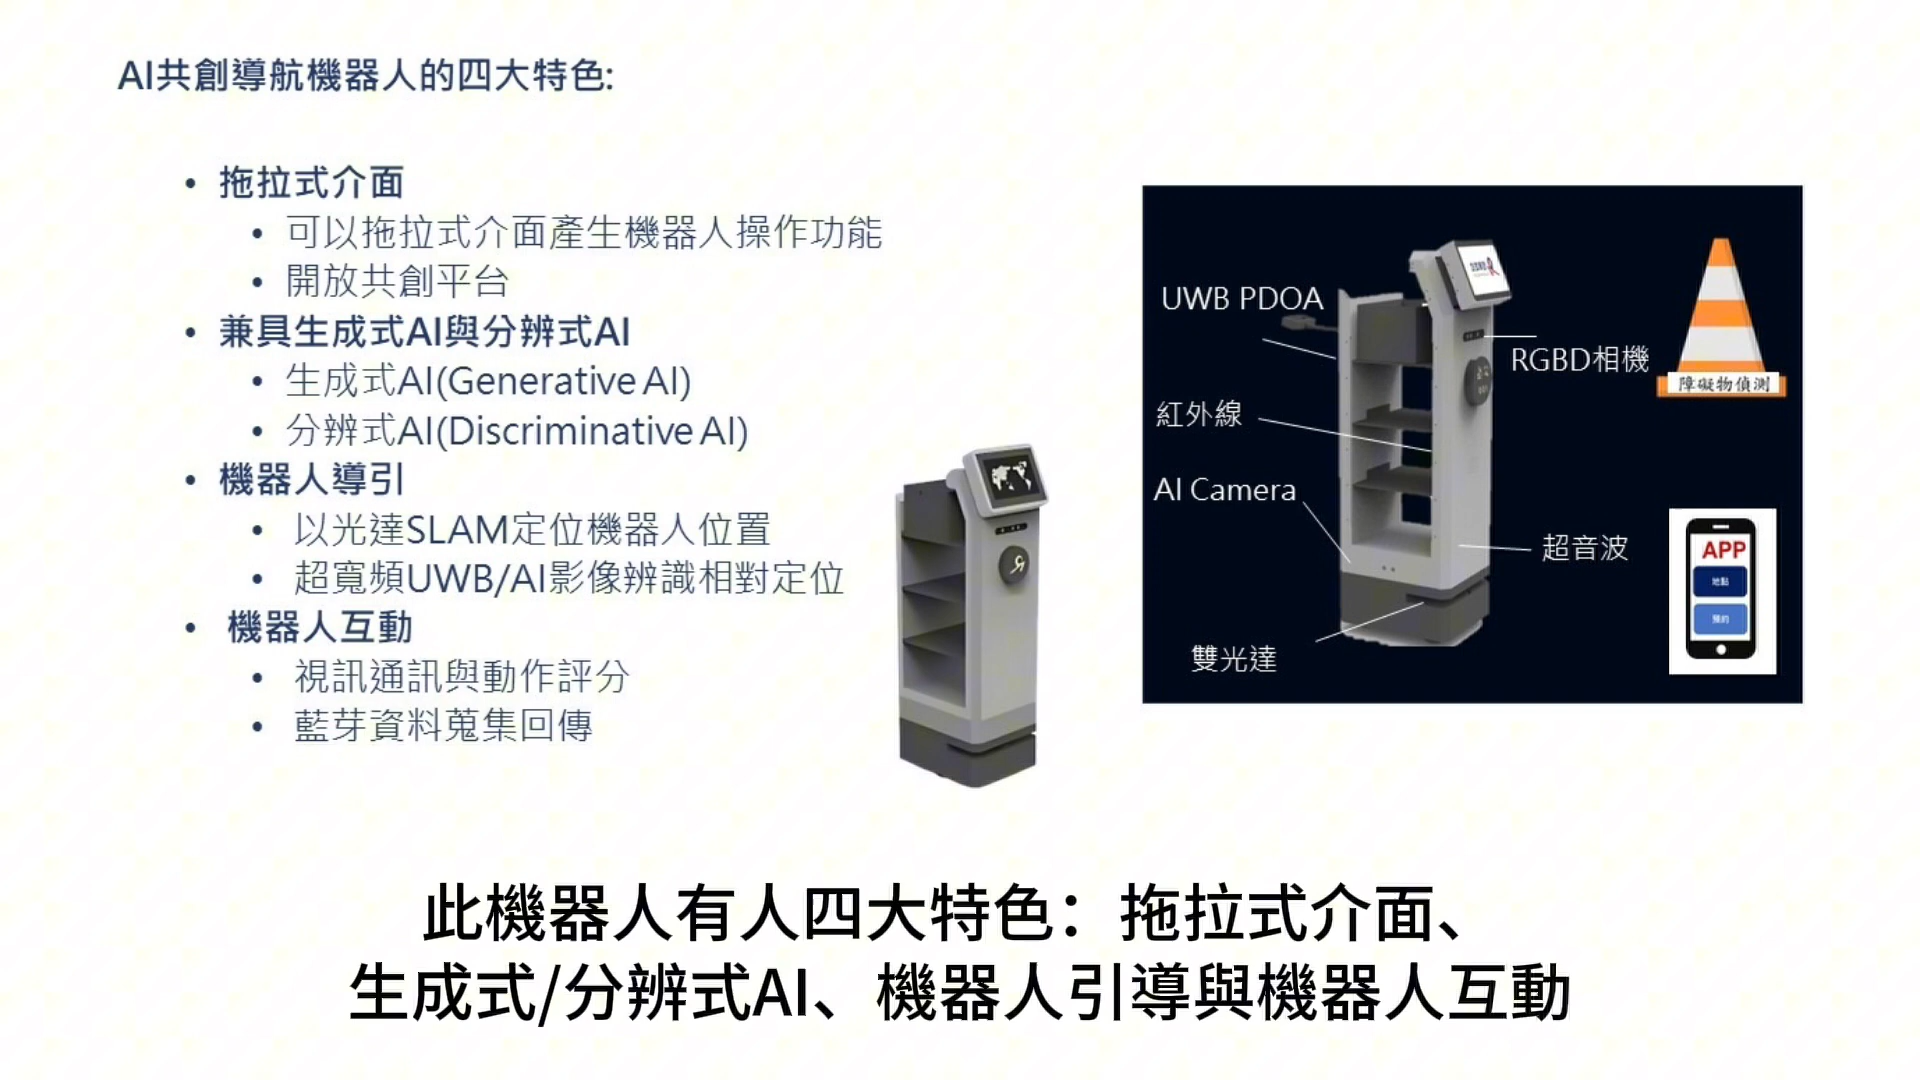 AI共創導航機器人的四大特色:
• 拖拉式介面
• 可以拖拉式介面產生機器人操作功能
• 開放共創平台
• 兼具生成式AI與分辨式AI
• 生成式AI(Generative AI)
• 分辨式AI(Discriminative AI)
• 機器人導引
• 以光達SLAM定位機器人位置
• 超寬頻UWB/AI影像辨識相對定位
• 機器人互動
• 視訊通訊與動作評分
• 藍芽資料蒐集回傳
UWB PDOA
RGBD相機
障礙物偵測
紅外線
AI Camera
超音波
雙光達
APP
地點
預約
此機器人有人四大特色：拖拉式介面、
生成式/分辨式AI、機器人引導與機器人互動